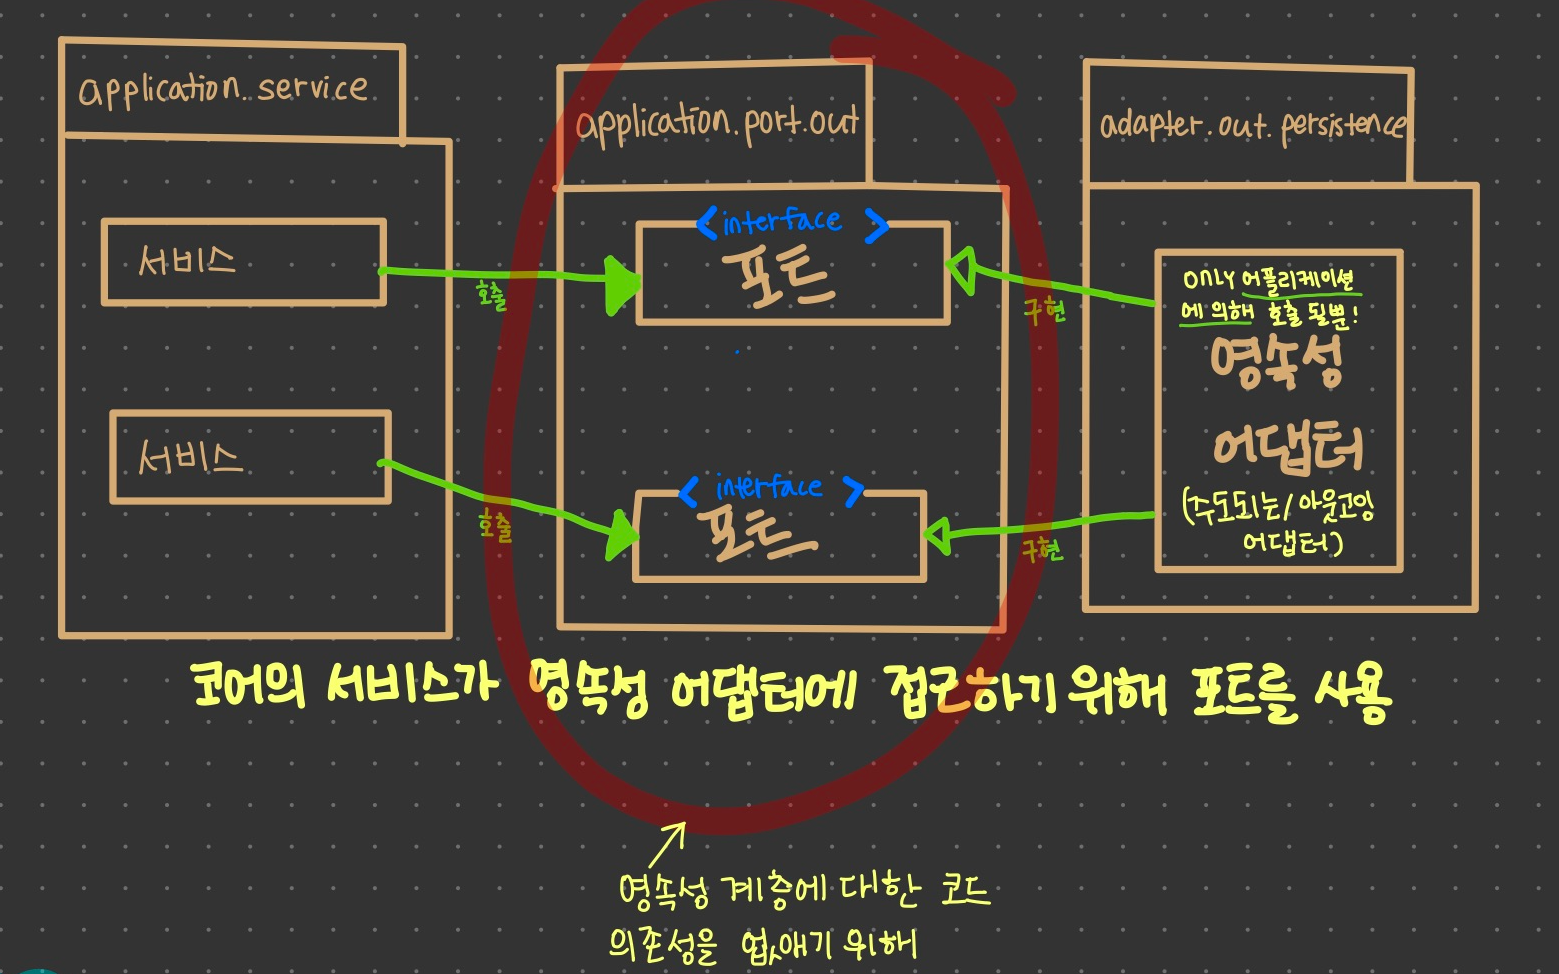 application.service
서비스
호출
서비스
호출
application.port.out
<interface>
포트
<interface>
포트
구현
구현
adapter.out.persistence
only 어플리케이션
에 의해 호출 될뿐!
영속성
어댑터
(주도되는/아웃고잉
어댑터)
코어의 서비스가 영속성 어댑터에 접근하기 위해 포트를 사용
영속성 계층에 대한 코드
의존성을 없애기 위해